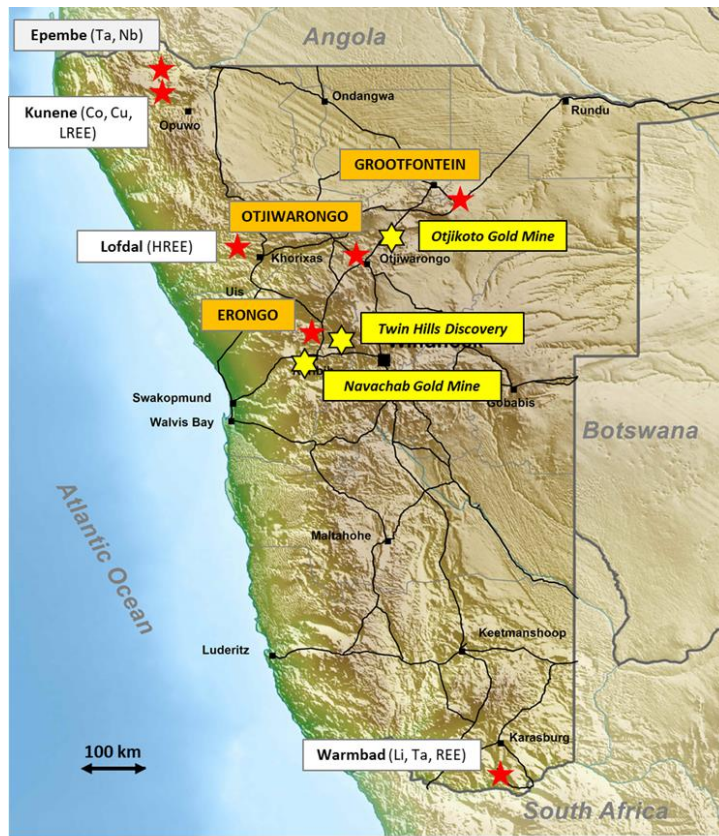 Epembe (Ta, Nb)
Angola
Ondangwa
Rundu
Kunene (Co, Cu,
LREE)
Opuwo
GROOTFONTEIN
OTJIWARONGO
Otjikoto Gold Mine
Lofdal (HREE)
Khorixas
Otjiwarongo
Uis
ERONGO
Twin Hills Discovery
Navachab Gold Mine
Swakopmund
Gobabis
Walvis Bay
Botswana
Atlantic Ocean
Maltahohe
Luderitz
Keetmanshoop
Karasburg
100 km
Warmbad (Li, Ta, REE)
South Africa